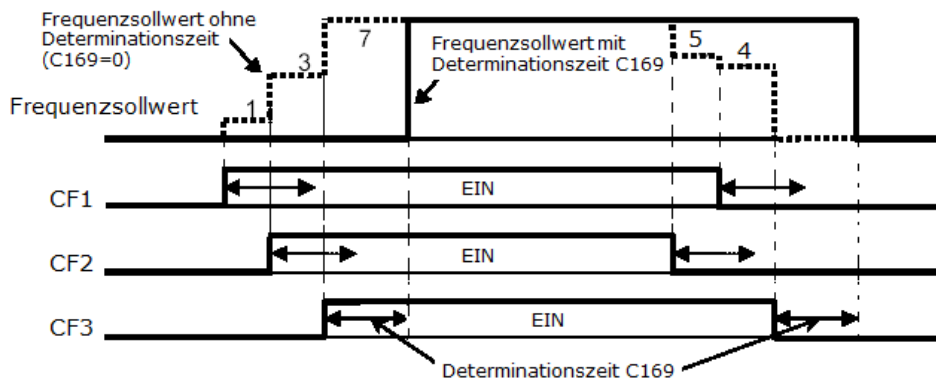 Frequenzsollwert ohne
Determinationszeit
(C169=0)
3
7
Frequenzsollwert mit
Determinationszeit C169
5
4
1
Frequenzsollwert
CF1
EIN
CF2
EIN
CF3
EIN
Determinationszeit C169